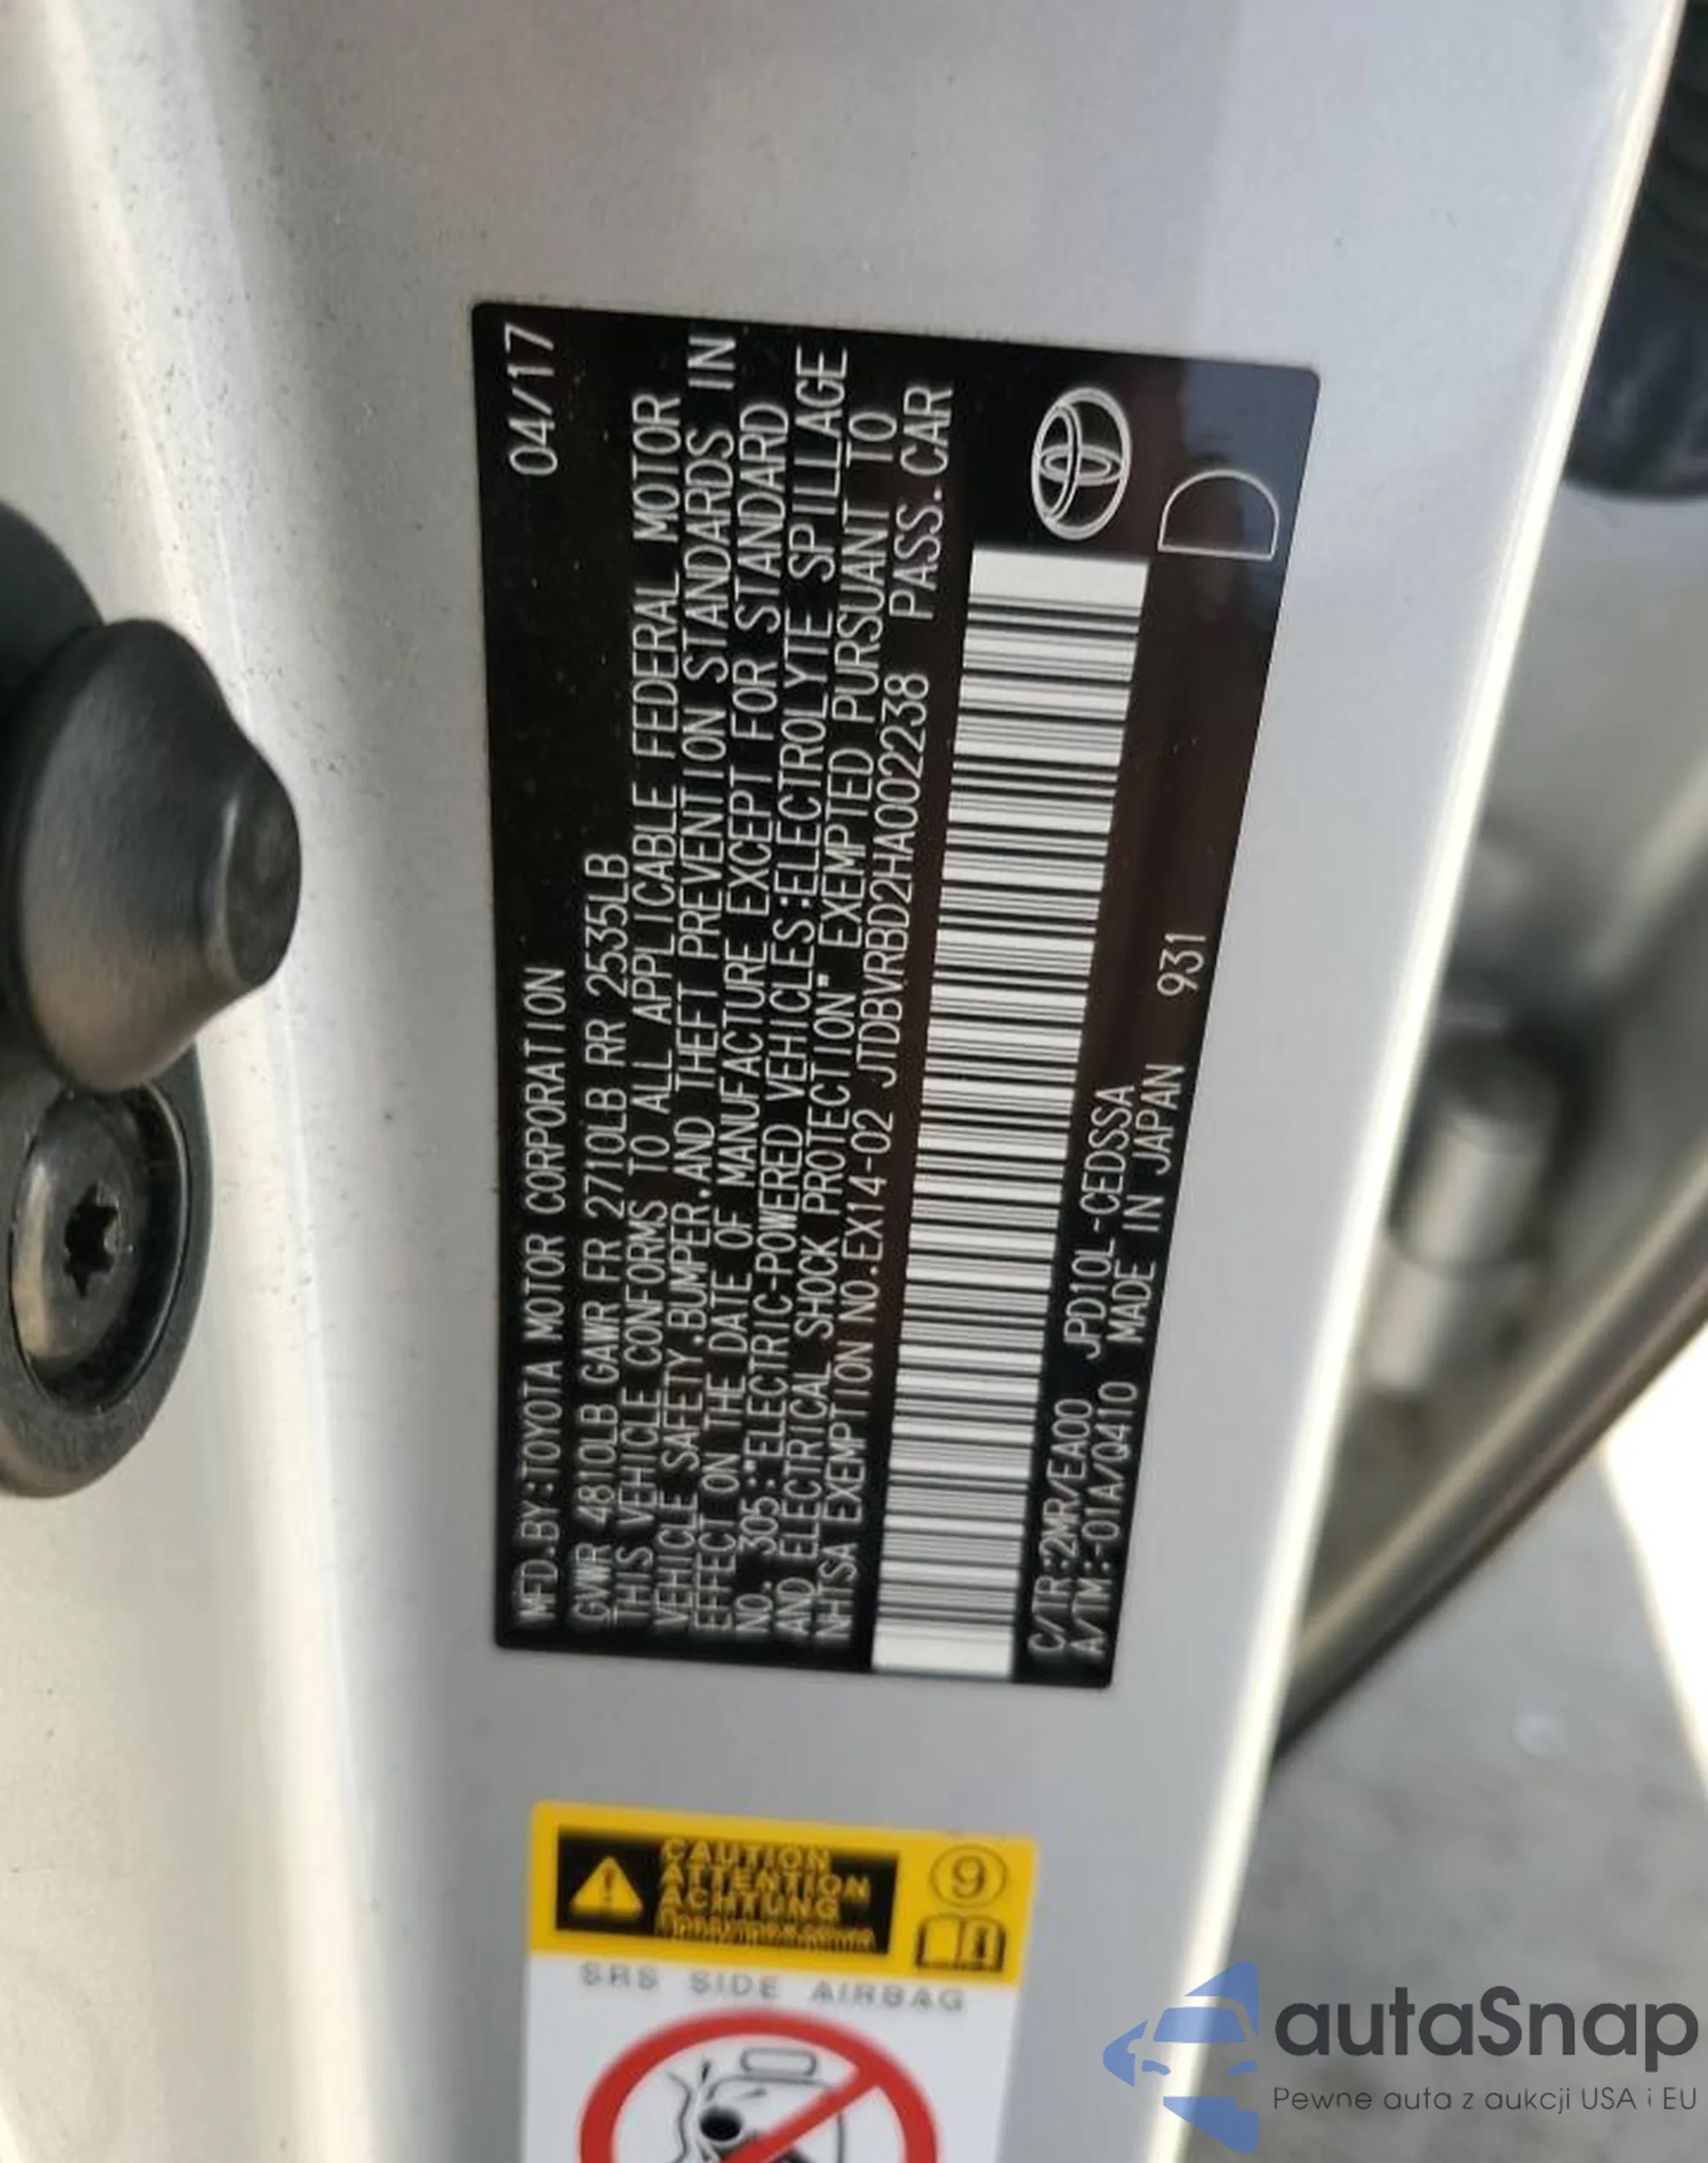 04/17
MFD.BY:TOYOTA MOTOR CORPORATION
GVWR 4810LB GAWR FR 2710LB RR 2535LB
THIS VEHICLE CONFORMS TO ALL APPLICABLE FEDERAL MOTOR
VEHICLE SAFETY.BUMPER.AND THEFT PREVENTION STANDARDS IN
EFFECT ON THE DATE OF MANUFACTURE EXCEPT FOR STANDARD
NO. 305:"ELECTRIC-POWERED VEHICLES:ELECTROLYTE SPILLAGE
AND ELECTRICAL SHOCK PROTECTION" EXEMPTED PURSUANT TO
NHTSA EXEMPTION NO.EX14-02 JTDBVRBD2HA002238 PASS.CAR
C/TR:2MR/EA00 JPD10L-CEDSSA
A/TM:-01A/Q410 MADE IN JAPAN 931
D
CAUTION
ATTENTION
ACHTUNG
9
SRS SIDE AIRBAG
autaSnap
Pewne auta z aukcji USA i EU